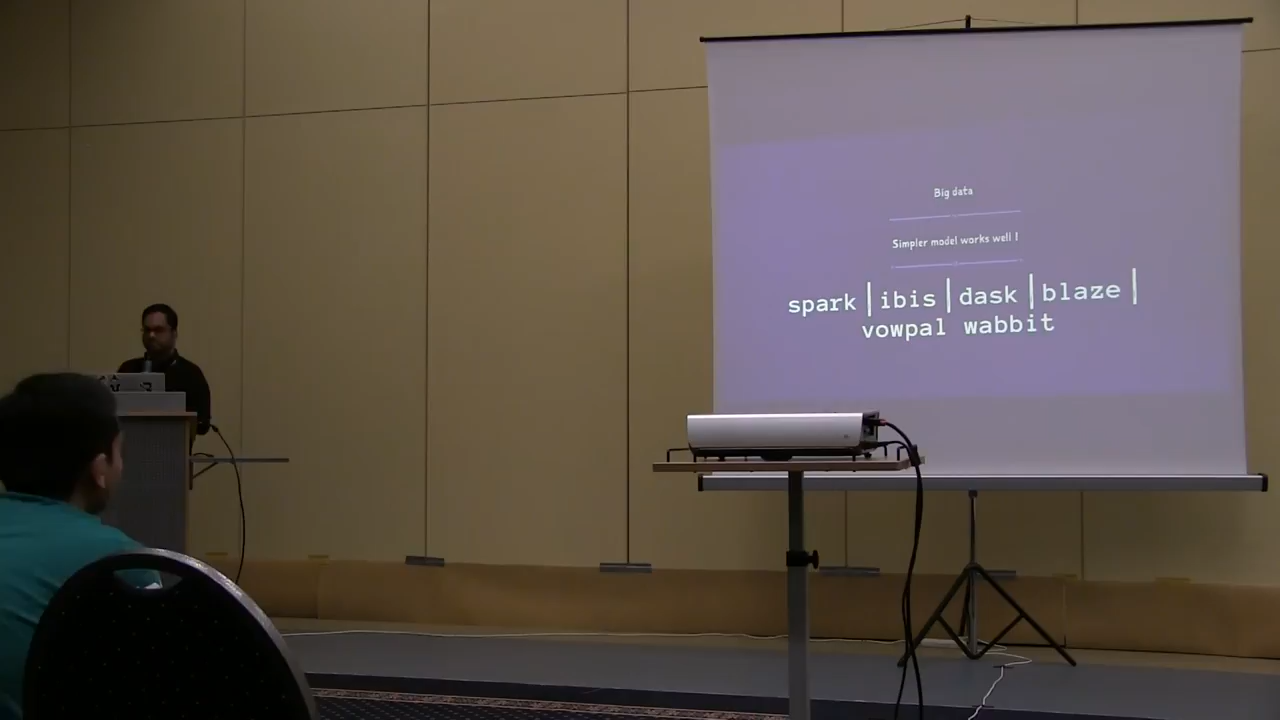 Big data
Simpler model works well !
spark | ibis | dask | blaze |
vowpal wabbit